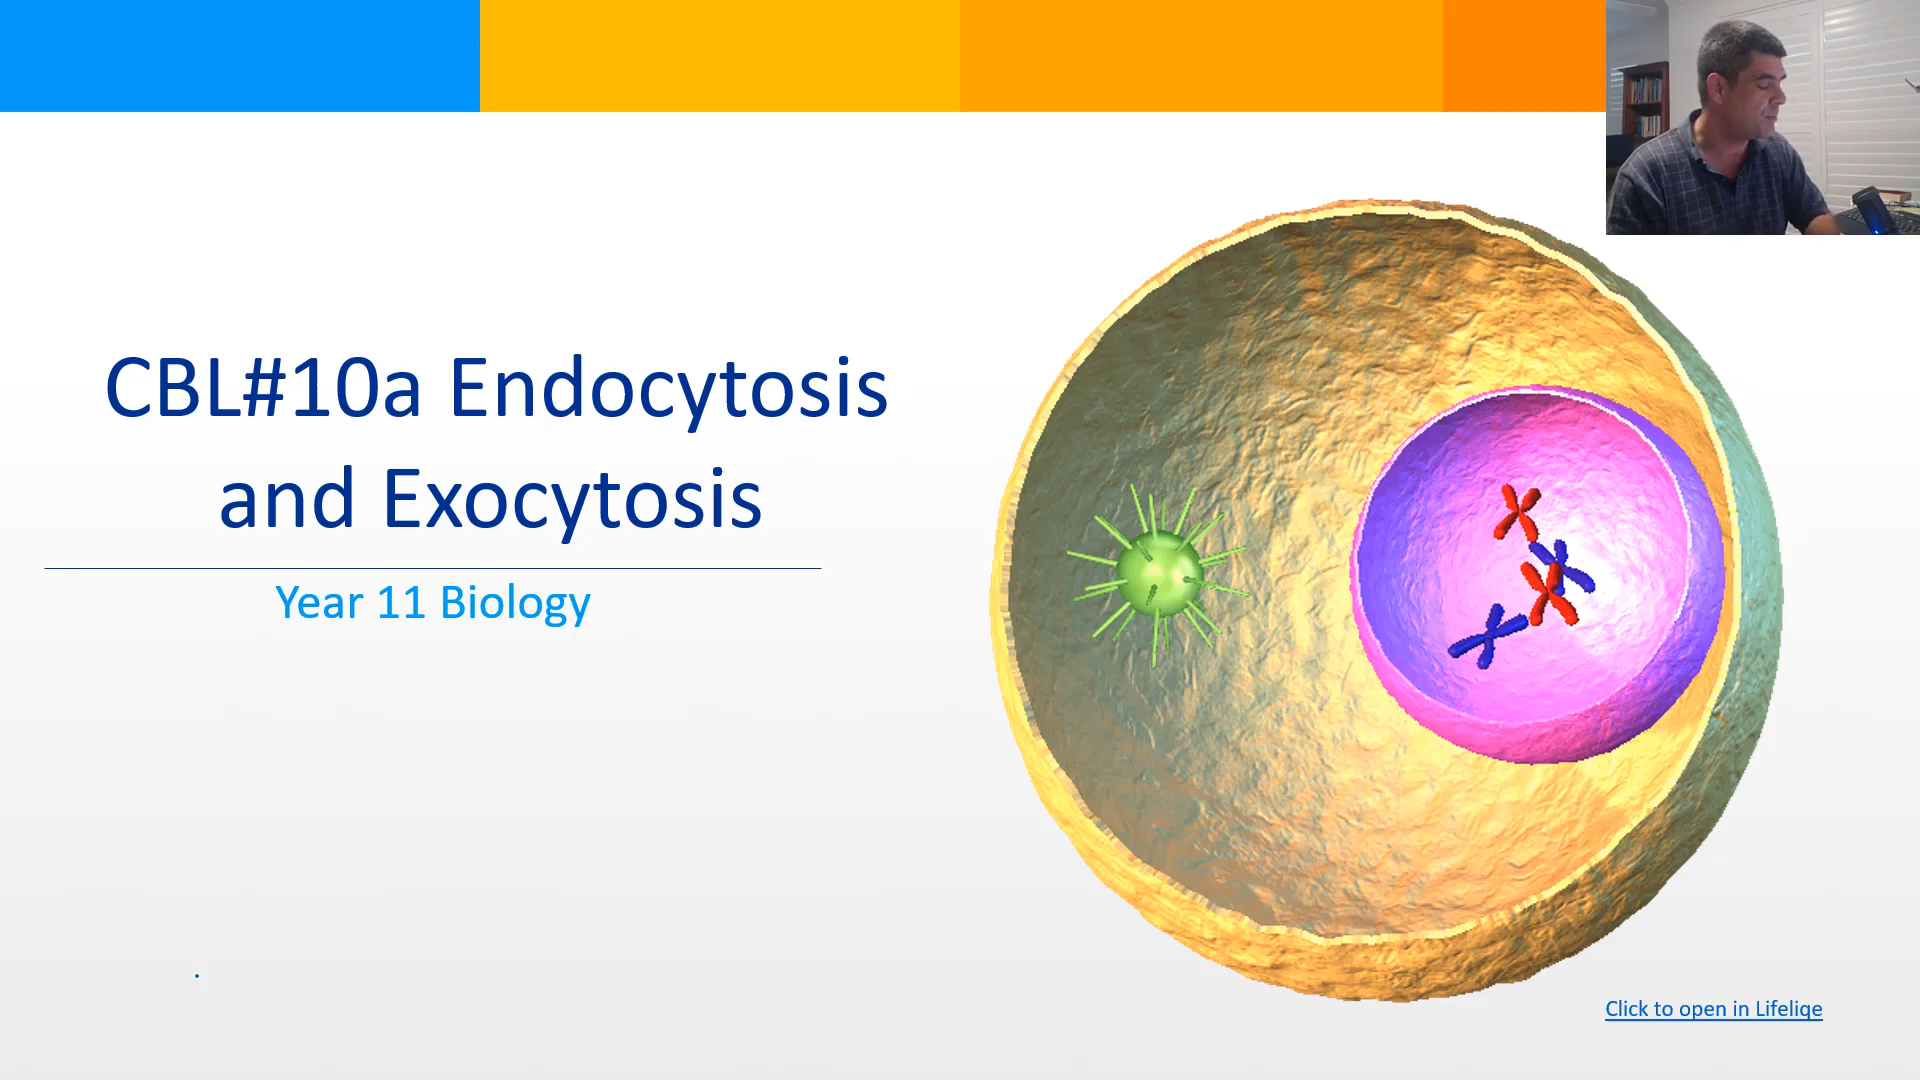 CBL#10a Endocytosis
and Exocytosis
Year 11 Biology
Click to open in Lifeliqe